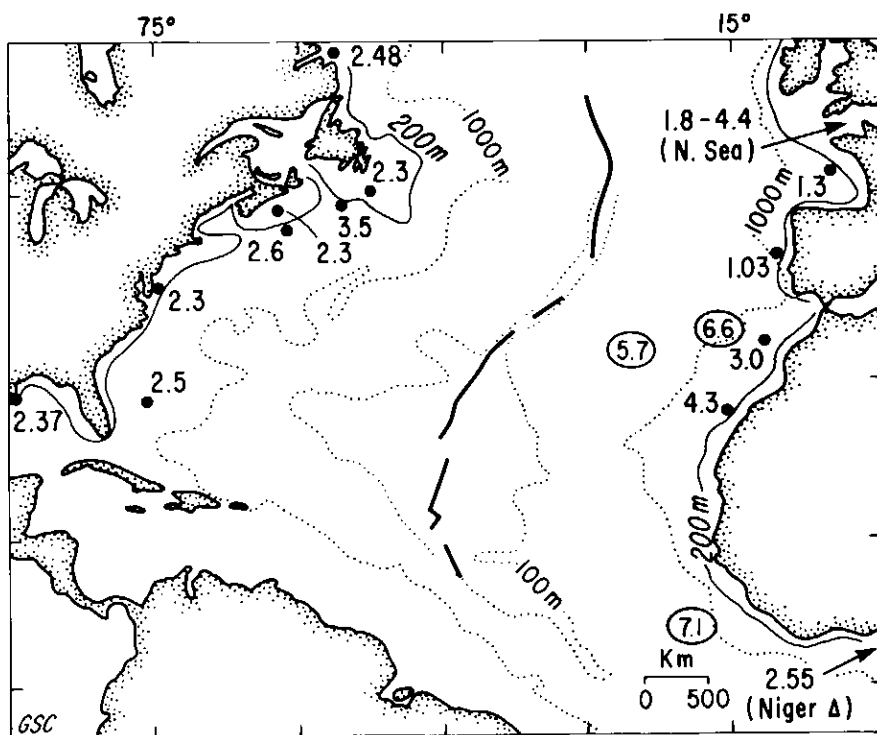 75°
15°
2.48
200m
1000m
1.8-4.4
(N. Sea)
2.3
1.3
3.5
1000m
2.6
2.3
1.03
2.3
6.6
5.7
3.0
2.5
4.3
2.37
200m
100m
7.1
Km
0 500
2.55
(Niger Δ)
GSC